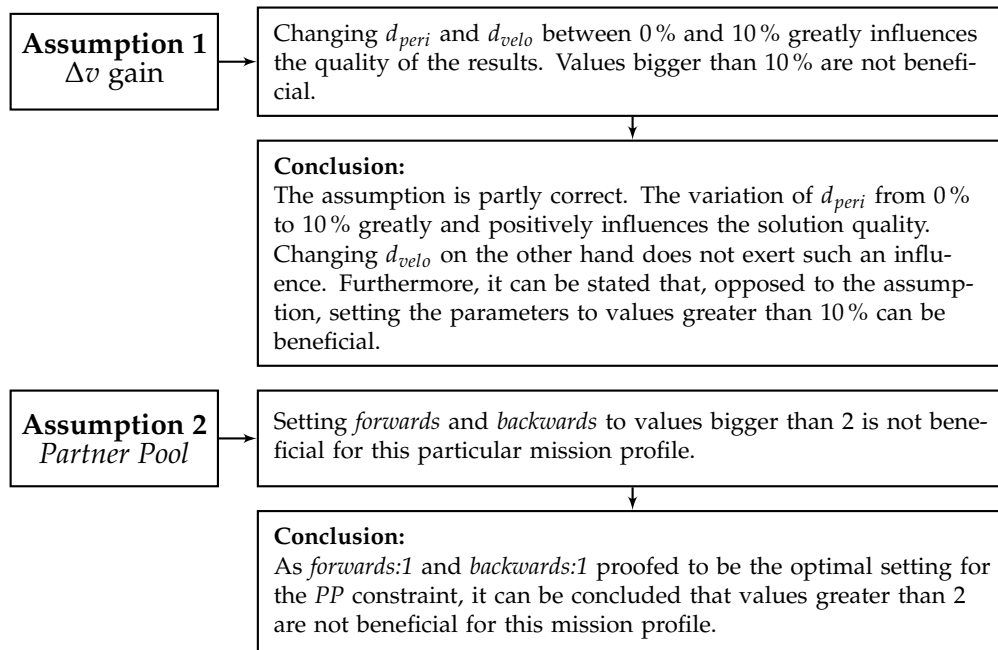 Assumption 1
Δv gain
Changing d_peri and d_velo between 0 % and 10 % greatly influences
the quality of the results. Values bigger than 10 % are not benefi-
cial.
Conclusion:
The assumption is partly correct. The variation of d_peri from 0 %
to 10 % greatly and positively influences the solution quality.
Changing d_velo on the other hand does not exert such an influ-
ence. Furthermore, it can be stated that, opposed to the assump-
tion, setting the parameters to values greater than 10 % can be
beneficial.
Assumption 2
Partner Pool
Setting forwards and backwards to values bigger than 2 is not bene-
ficial for this particular mission profile.
Conclusion:
As forwards:1 and backwards:1 proofed to be the optimal setting for
the PP constraint, it can be concluded that values greater than 2
are not beneficial for this mission profile.